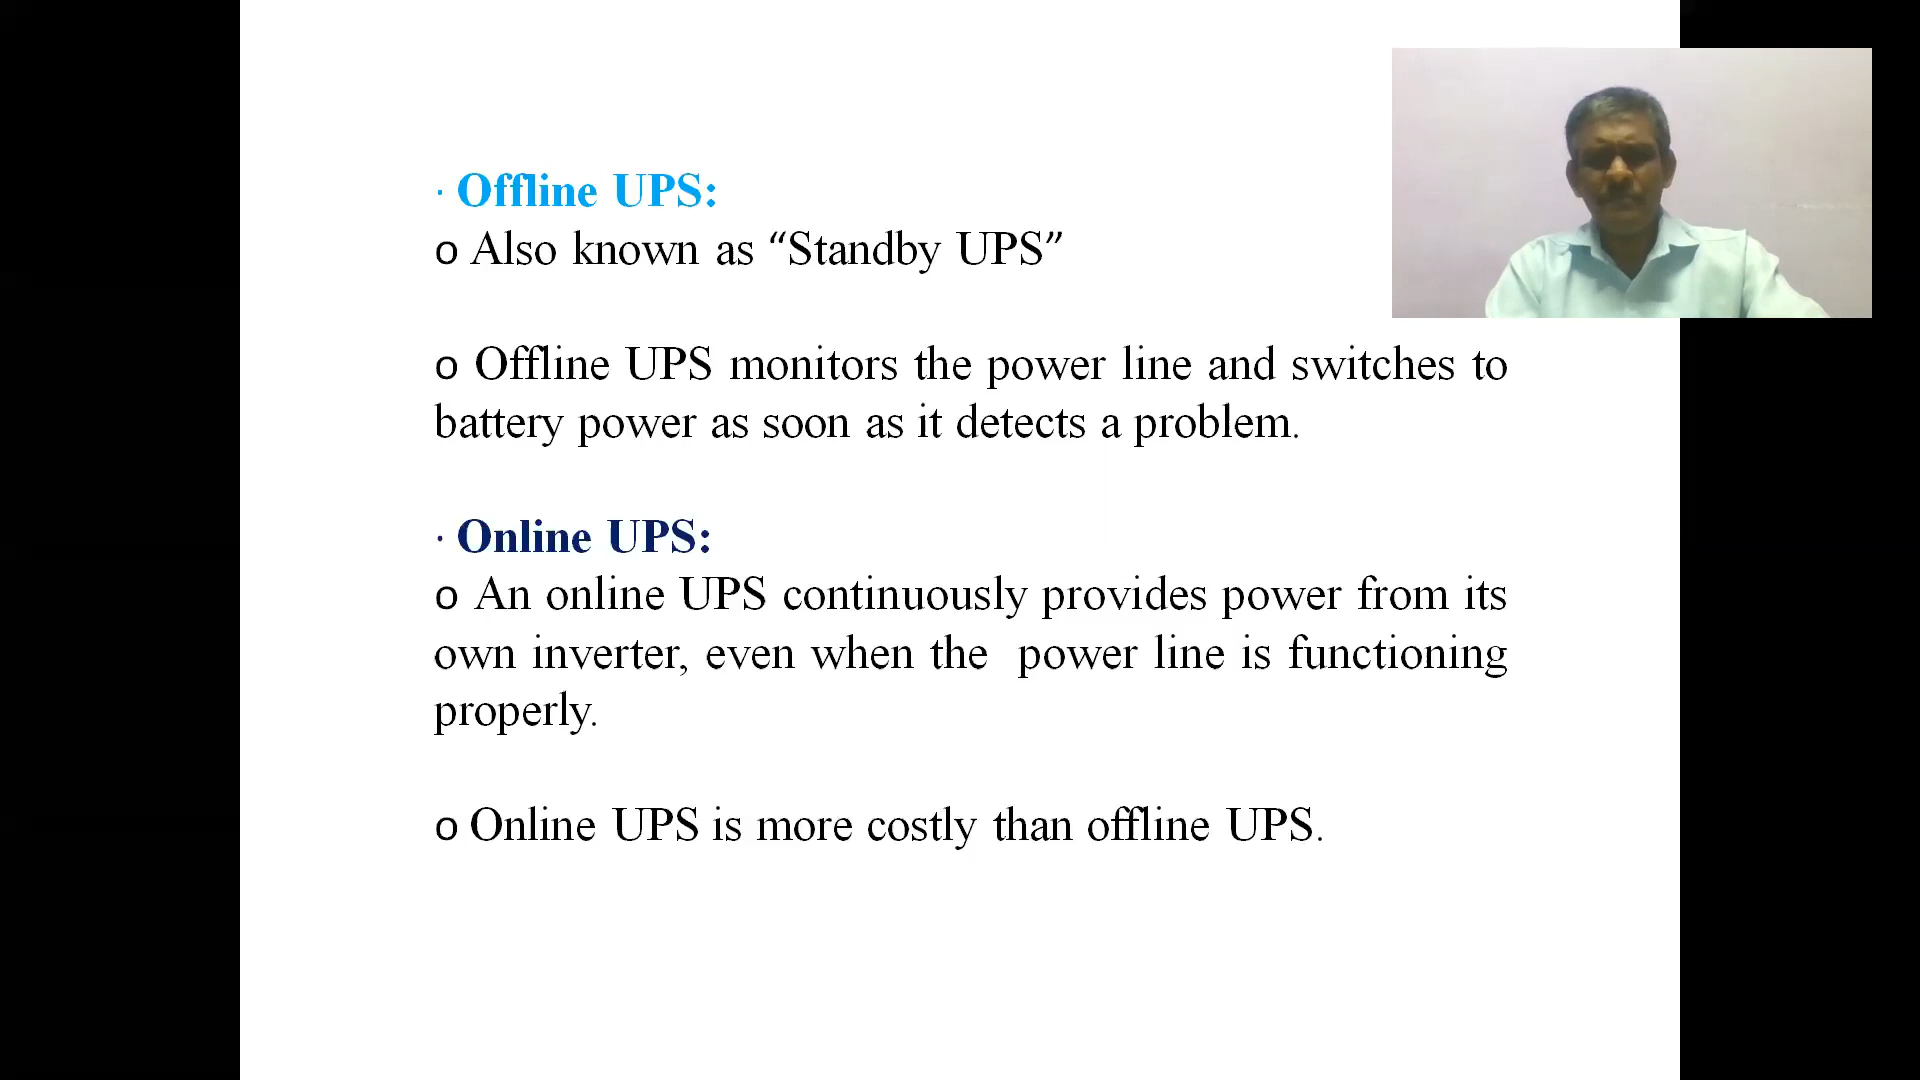 · Offline UPS:
o Also known as “Standby UPS”
o Offline UPS monitors the power line and switches to
battery power as soon as it detects a problem.
· Online UPS:
o An online UPS continuously provides power from its
own inverter, even when the  power line is functioning
properly.
o Online UPS is more costly than offline UPS.